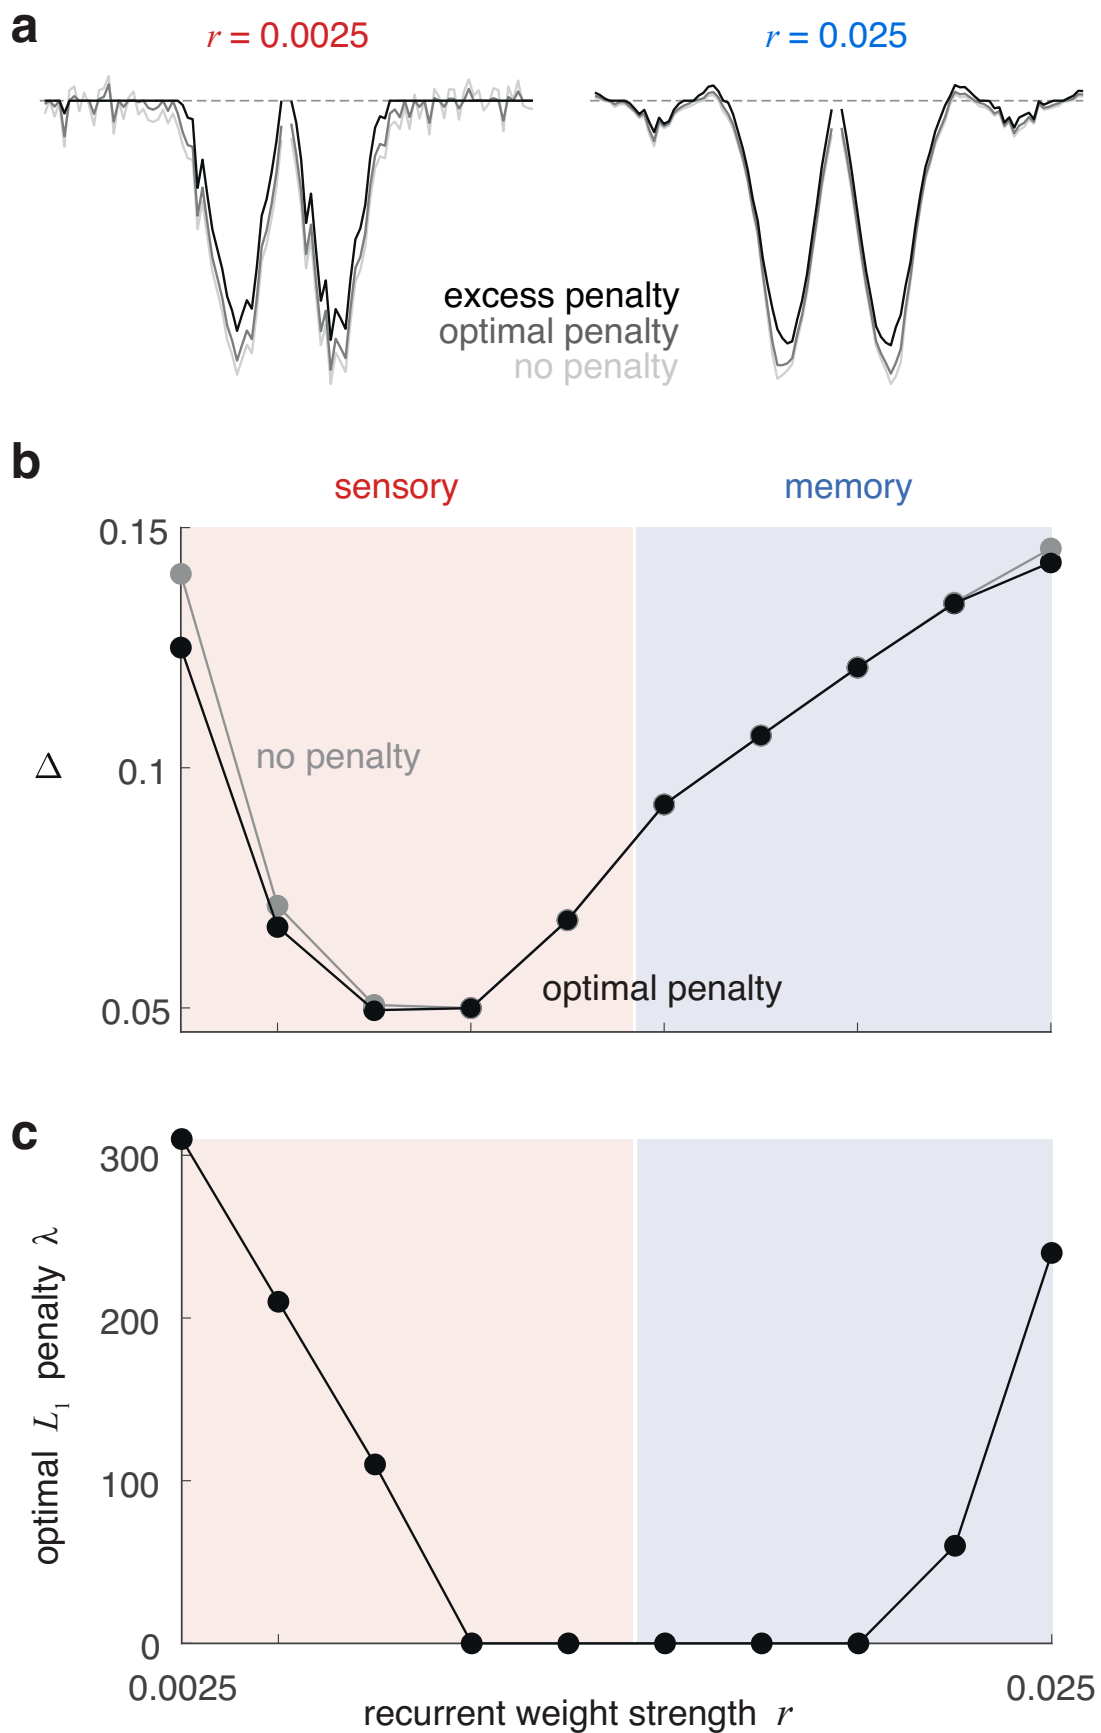 a
r = 0.0025
r = 0.025
excess penalty
optimal penalty
no penalty
b
sensory
memory
0.15
0.1
0.05
Δ
no penalty
optimal penalty
c
300
200
100
0
optimal L1 penalty λ
0.0025
0.025
recurrent weight strength r